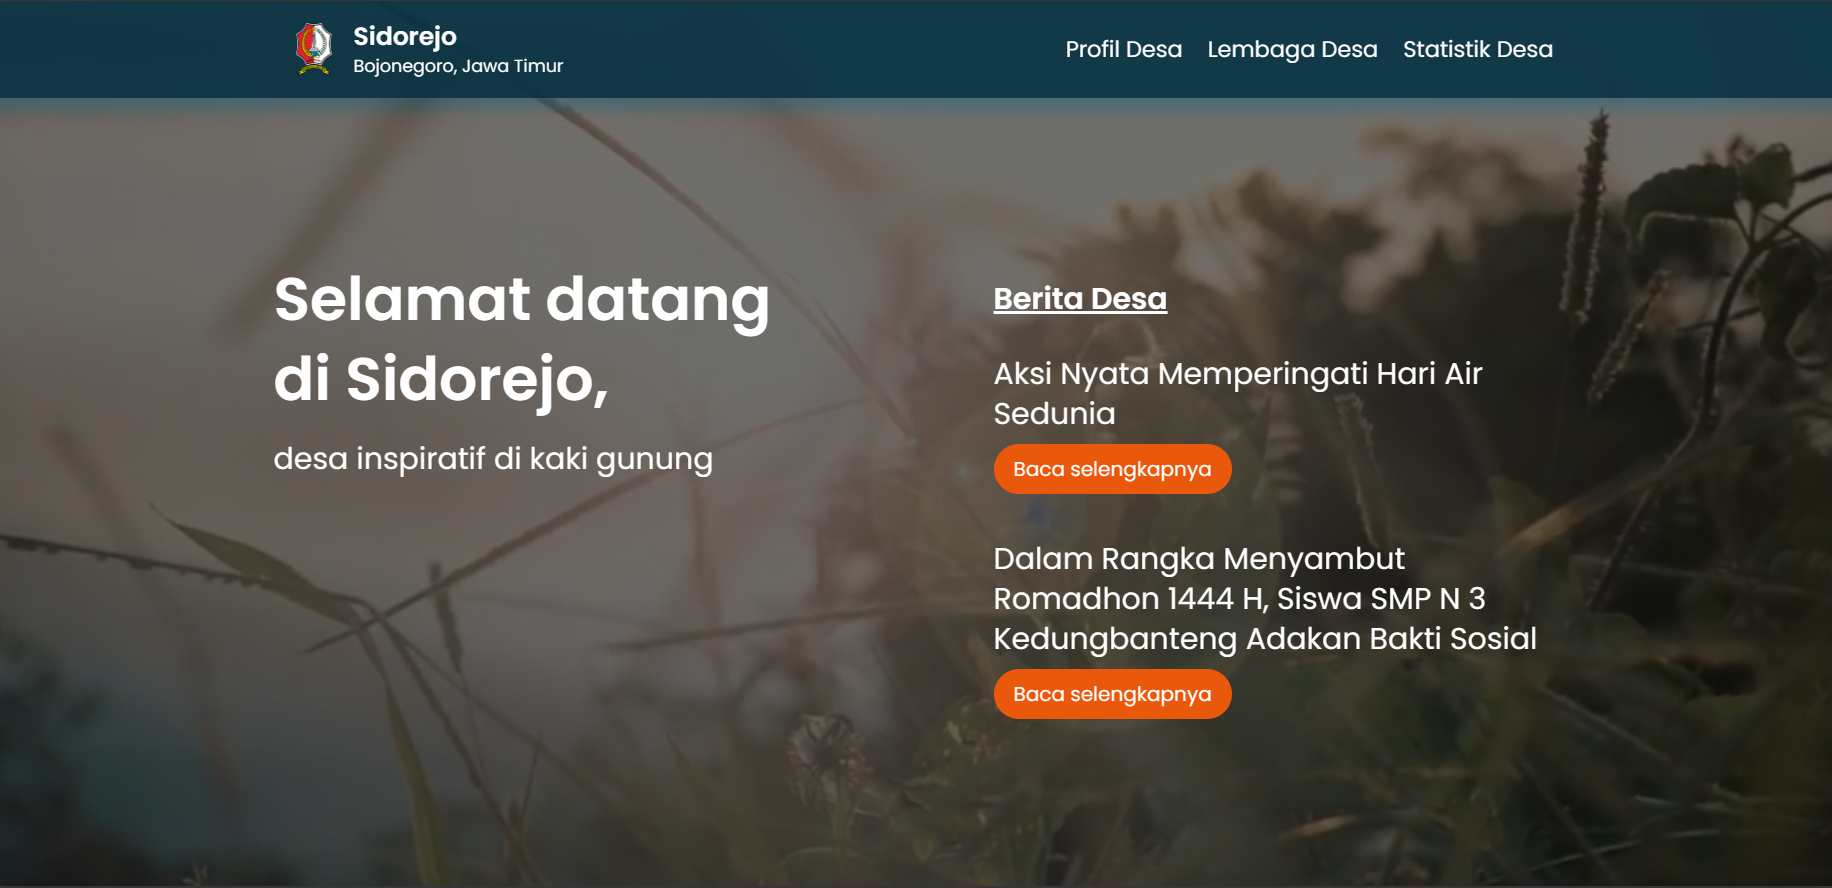 Sidorejo
Bojonegoro, Jawa Timur
Profil Desa
Lembaga Desa
Statistik Desa
Selamat datang
di Sidorejo,
desa inspiratif di kaki gunung
Berita Desa
Aksi Nyata Memperingati Hari Air
Sedunia
Baca selengkapnya
Dalam Rangka Menyambut
Romadhon 1444 H, Siswa SMP N 3
Kedungbanteng Adakan Bakti Sosial
Baca selengkapnya